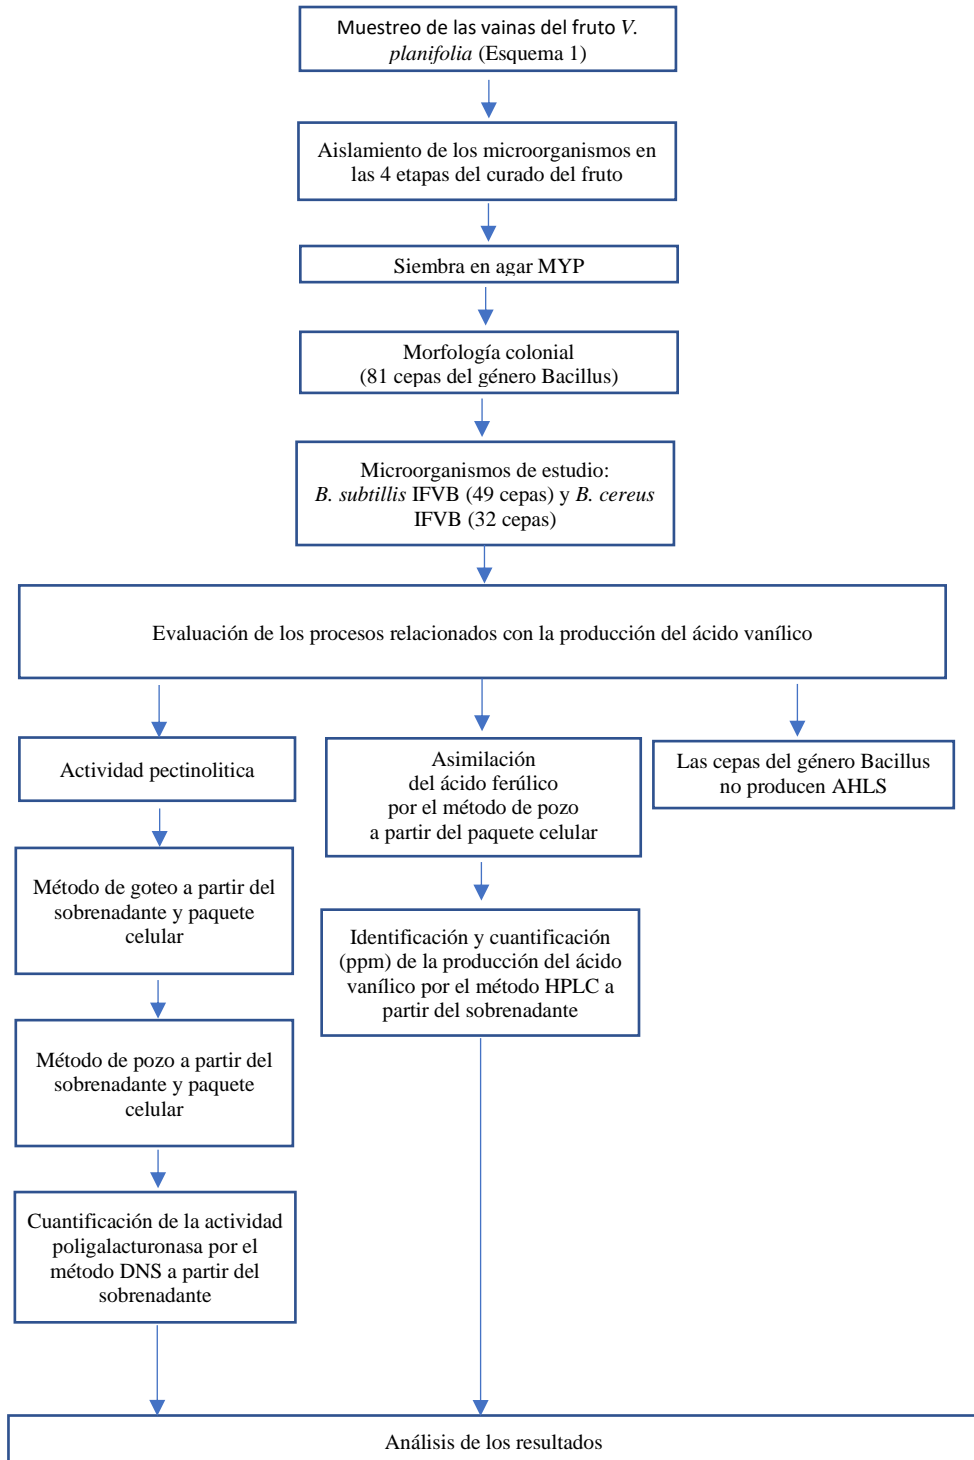 Muestreo de las vainas del fruto V.
planifolia (Esquema 1)
Aislamiento de los microorganismos en
las 4 etapas del curado del fruto
Siembra en agar MYP
Morfología colonial
(81 cepas del género Bacillus)
Microorganismos de estudio:
B. subtillis IFVB (49 cepas) y B. cereus
IFVB (32 cepas)
Evaluación de los procesos relacionados con la producción del ácido vanílico
Actividad pectinolitica
Método de goteo a partir del
sobrenadante y paquete
celular
Método de pozo a partir del
sobrenadante y paquete
celular
Cuantificación de la actividad
poligalacturonasa por el
método DNS a partir del
sobrenadante
Asimilación
del ácido ferúlico
por el método de pozo
a partir del paquete celular
Identificación y cuantificación
(ppm) de la producción del ácido
vanílico por el método HPLC a
partir del sobrenadante
Las cepas del género Bacillus
no producen AHLS
Análisis de los resultados